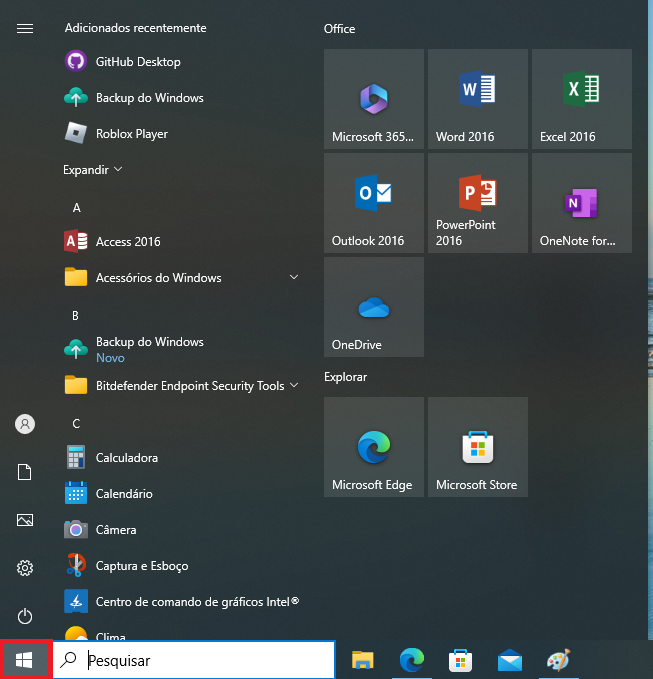 Adicionados recentemente
GitHub Desktop
Backup do Windows
Roblox Player
Expandir
A
Access 2016
Acessórios do Windows
B
Backup do Windows
Novo
Bitdefender Endpoint Security Tools
C
Calculadora
Calendário
Câmera
Captura e Esboço
Centro de comando de gráficos Intel®
Clima
Office
Microsoft 365...
Word 2016
Excel 2016
Outlook 2016
PowerPoint
2016
OneNote for...
OneDrive
Explorar
Microsoft Edge
Microsoft Store
Pesquisar